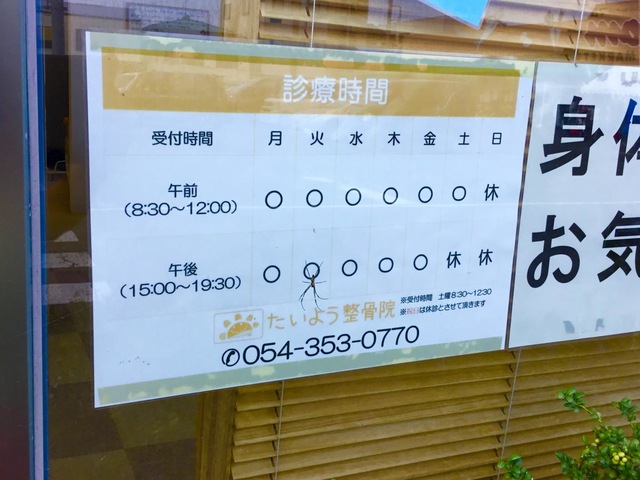 診療時間
受付時間 月 火 水 木 金 土 日
午前
(8:30～12:00) ○ ○ ○ ○ ○ ○ 休
午後
(15:00～19:30) ○ ○ ○ ○ ○ 休 休
※受付時間 土曜8:30～12:30
※祝日は休診とさせて頂きます
たいよう整骨院
✆054-353-0770
身体
お気